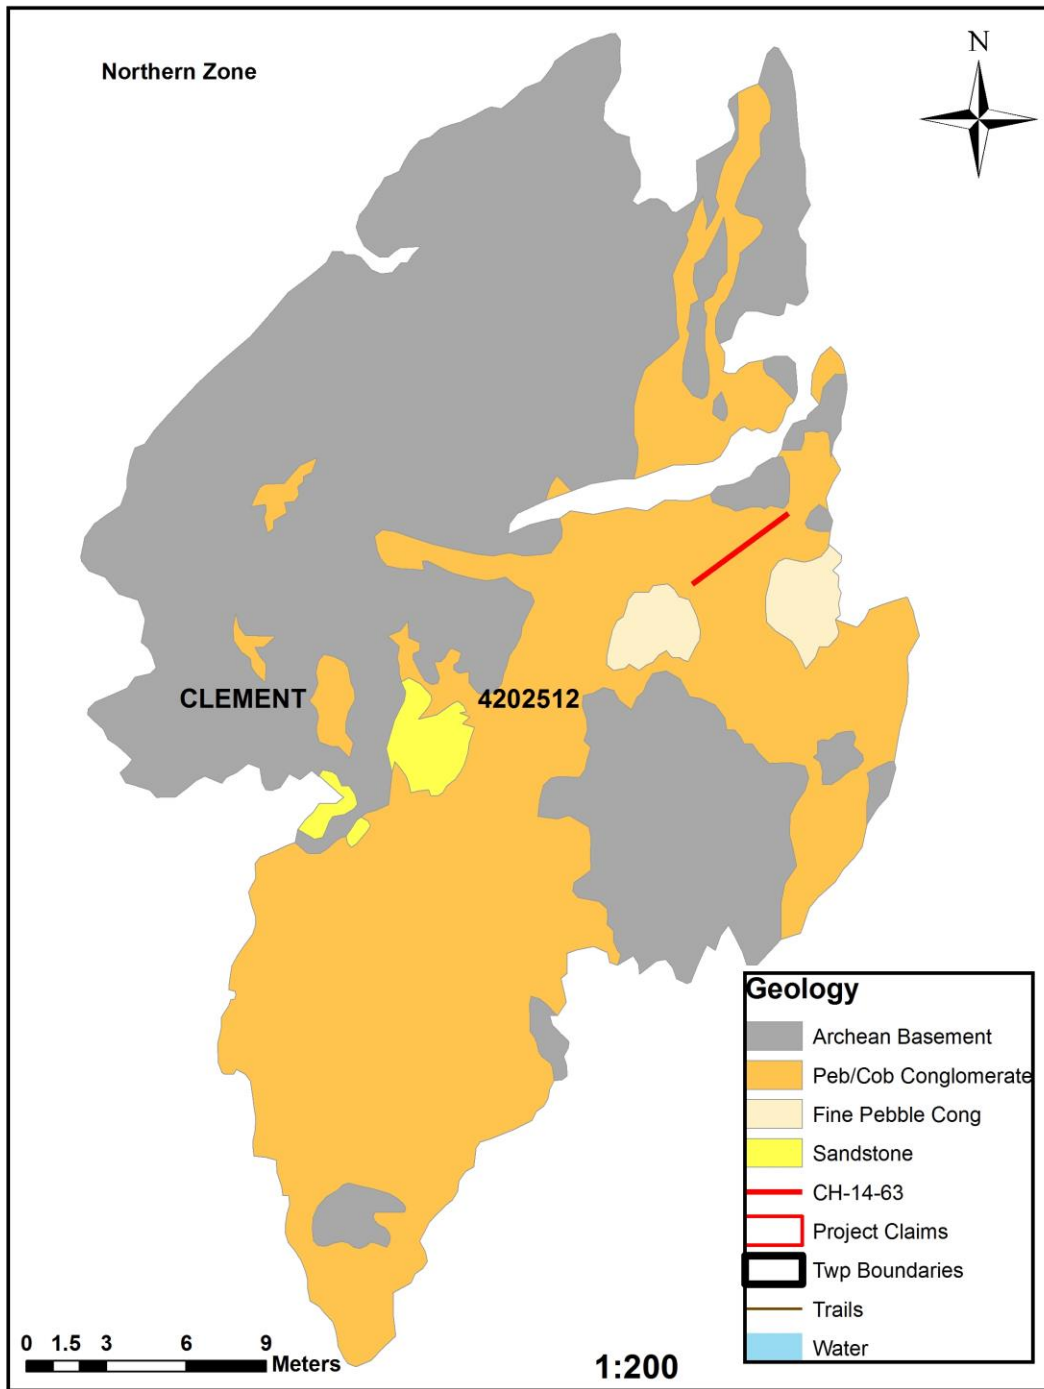 N
Northern Zone
CLEMENT 4202512
Geology
Archean Basement
Peb/Cob Conglomerate
Fine Pebble Cong
Sandstone
CH-14-63
Project Claims
Twp Boundaries
Trails
Water
0 1.5 3 6 9
Meters
1:200